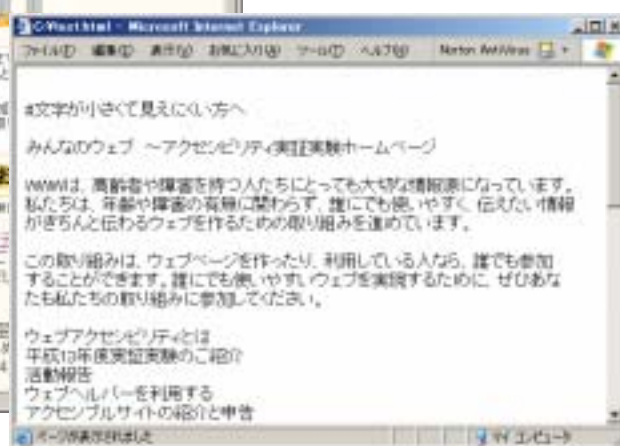 C:¥test.html - Microsoft Internet Explorer
ファイル(F) 編集(E) 表示(V) お気に入り(A) ツール(T) ヘルプ(H) Norton AntiVirus
#文字が小さくて見えにくい方へ
みんなのウェブ ～アクセシビリティ実証実験ホームページ
WWWは、高齢者や障害を持つ人たちにとっても大切な情報源になっています。
私たちは、年齢や障害の有無に関わらず、誰にでも使いやすく、伝えたい情報
がきちんと伝わるウェブを作るための取り組みを進めています。
この取り組みは、ウェブページを作ったり、利用している人なら、誰でも参加
することができます。誰にでも使いやすいウェブを実現するために、ぜひあな
たも私たちの取り組みに参加してください。
ウェブアクセシビリティとは
平成13年度実証実験のご紹介
活動報告
ウェブヘルパーを利用する
アクセシブルサイトの紹介と申告
ページが表示されました
マイ コンピュータ